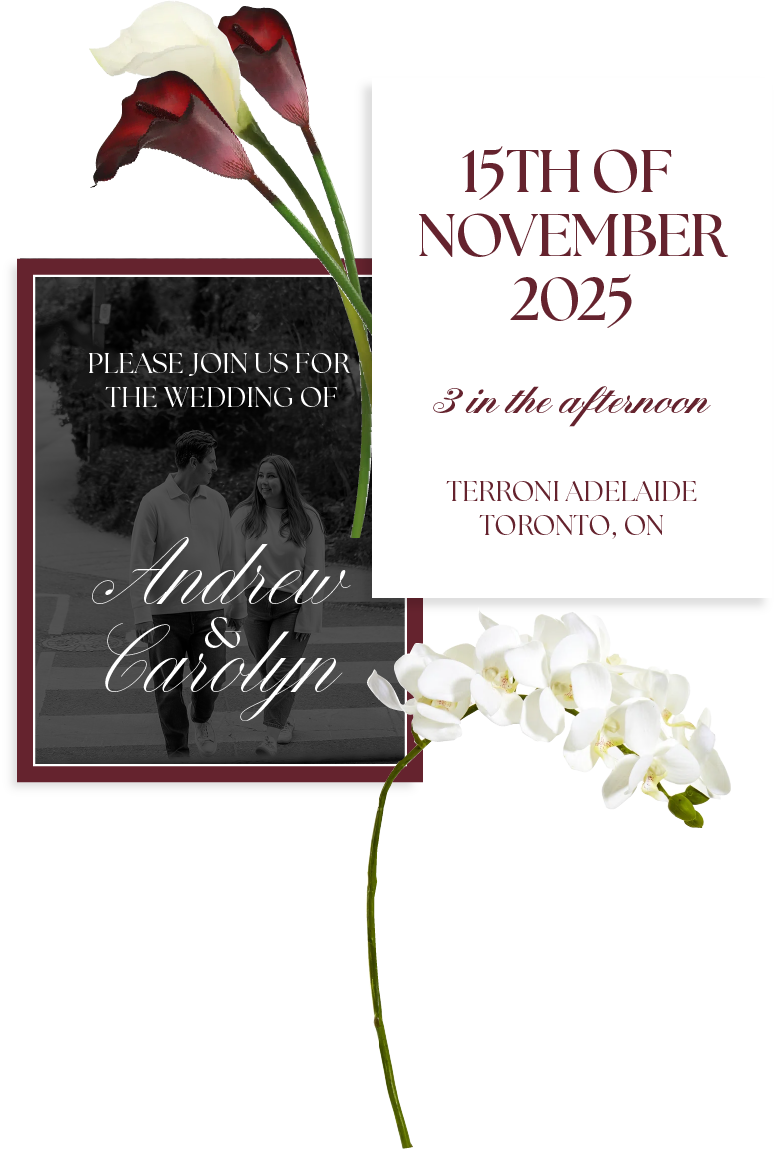 PLEASE JOIN US FOR
THE WEDDING OF
Andrew
&
Carolyn
15TH OF
NOVEMBER
2025
3 in the afternoon
TERRONI ADELAIDE
TORONTO, ON